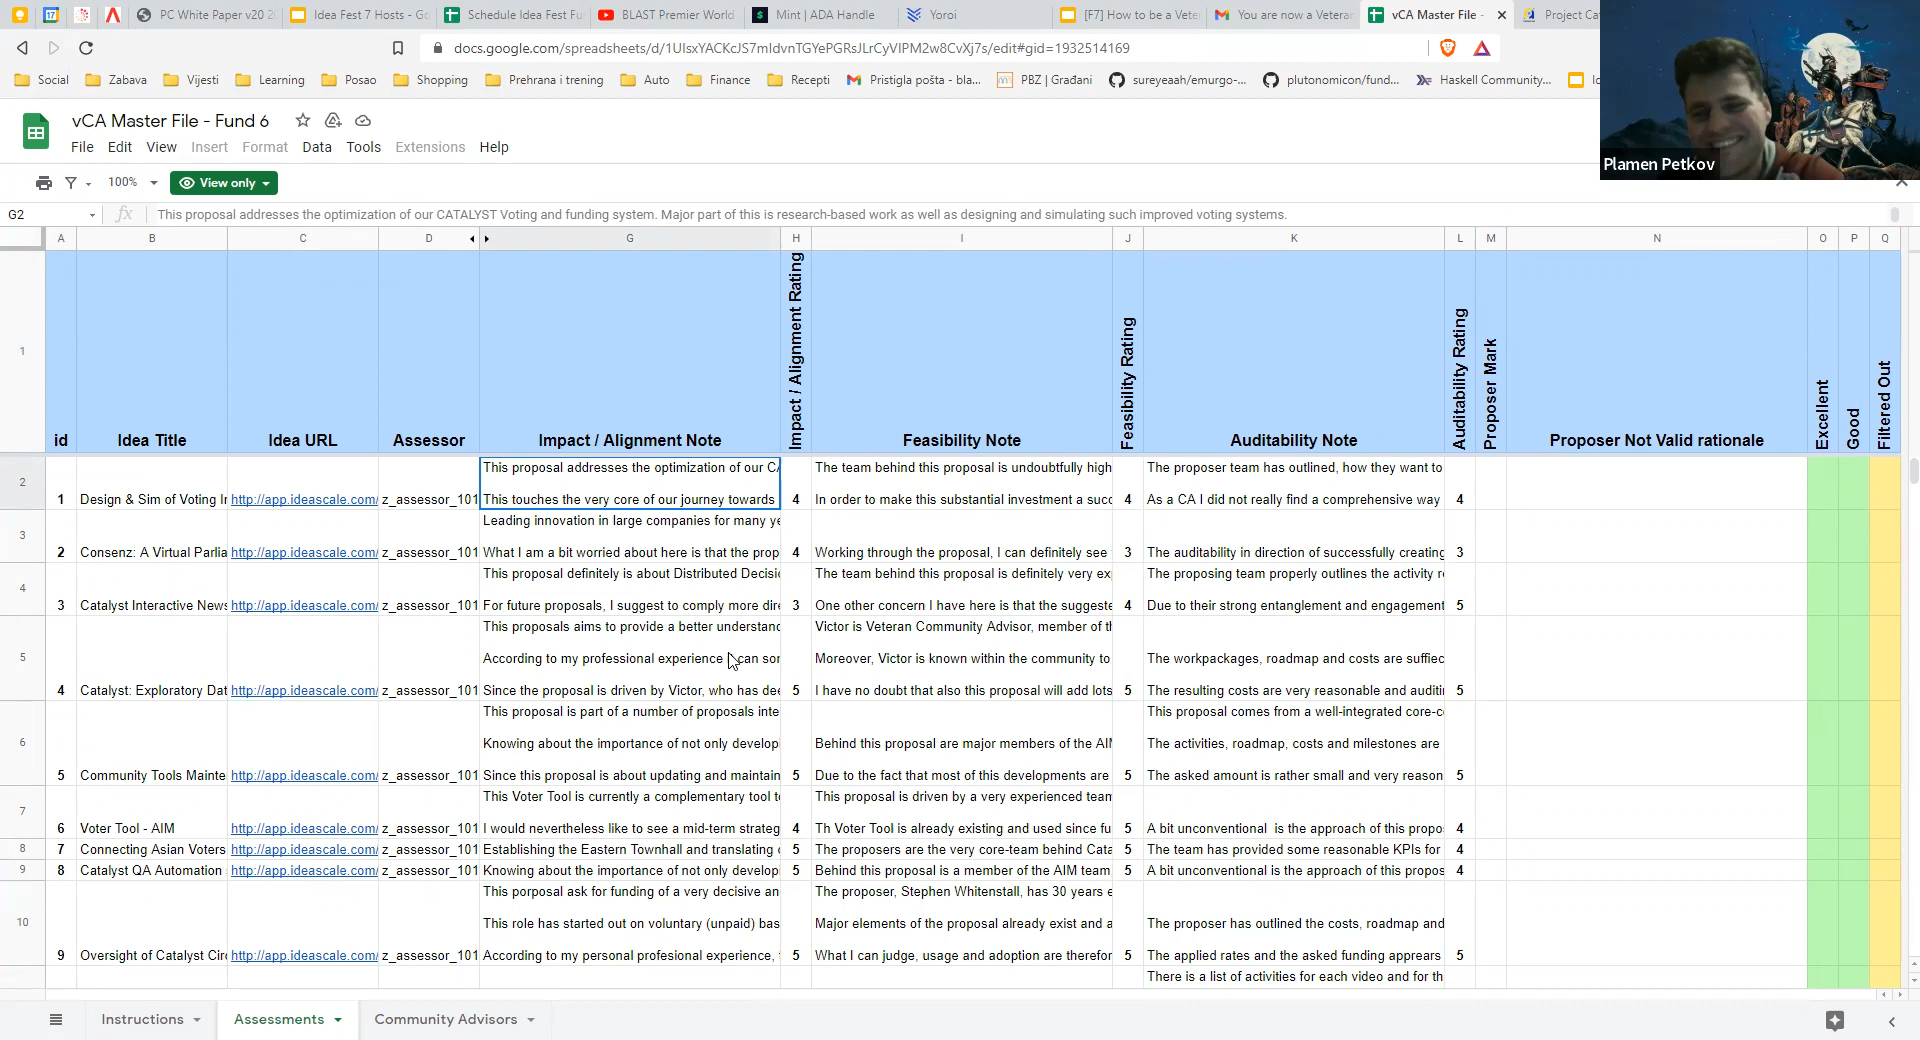 PC White Paper v20 20
Idea Fest 7 Hosts - Go
Schedule Idea Fest Fu
BLAST Premier World
Mint | ADA Handle
Yoroi
[F7] How to be a Vete
You are now a Vetera
vCA Master File -
Project Ca
docs.google.com/spreadsheets/d/1UIsxYACKcJS7mIdvnTGYePGRsJLrCyVIPM2w8CvXj7s/edit#gid=1932514169
Social
Zabava
Vijesti
Learning
Posao
Shopping
Prehrana i trening
Auto
Finance
Recepti
Pristigla pošta - bla...
PBZ | Građani
sureyeaah/emurgo-...
plutonomicon/fund...
Haskell Community...
Plamen Petkov
vCA Master File - Fund 6
File Edit View Insert Format Data Tools Extensions Help
100% View only
G2 fx This proposal addresses the optimization of our CATALYST Voting and funding system. Major part of this is research-based work as well as designing and simulating such improved voting systems.
A B C D G H I J K L M N O P Q
1 id Idea Title Idea URL Assessor Impact / Alignment Note Impact / Alignment Rating Feasibility Note Feasibility Rating Auditability Note Auditability Rating Proposer Mark Proposer Not Valid rationale Excellent Good Filtered Out
2 This proposal addresses the optimization of our CA The team behind this proposal is undoubtfully high The proposer team has outlined, how they want to
1 Design & Sim of Voting In http://app.ideascale.com/ z_assessor_101 This touches the very core of our journey towards 4 In order to make this substantial investment a succ 4 As a CA I did not really find a comprehensive way 4
3 Leading innovation in large companies for many ye
2 Consenz: A Virtual Parlia http://app.ideascale.com/ z_assessor_101 What I am a bit worried about here is that the prop 4 Working through the proposal, I can definitely see 3 The auditability in direction of successfully creating 3
4 This proposal definitely is about Distributed Decisi The team behind this proposal is definitely very ex The proposing team properly outlines the activity r
3 Catalyst Interactive News http://app.ideascale.com/ z_assessor_101 For future proposals, I suggest to comply more dire 3 One other concern I have here is that the suggeste 4 Due to their strong entanglement and engagement 5
This proposals aims to provide a better understanc Victor is Veteran Community Advisor, member of th
5 According to my professional experience I can son Moreover, Victor is known within the community to The workpackages, roadmap and costs are suffiec
4 Catalyst: Exploratory Dat http://app.ideascale.com/ z_assessor_101 Since the proposal is driven by Victor, who has dee 5 I have no doubt that also this proposal will add lots 5 The resulting costs are very reasonable and auditi 5
This proposal is part of a number of proposals inte This proposal comes from a well-integrated core-c
6 Knowing about the importance of not only develop Behind this proposal are major members of the AIM The activities, roadmap, costs and milestones are
5 Community Tools Mainte http://app.ideascale.com/ z_assessor_101 Since this proposal is about updating and maintain 5 Due to the fact that most of this developments are 5 The asked amount is rather small and very reason 5
7 This Voter Tool is currently a complementary tool to This proposal is driven by a very experienced team
6 Voter Tool - AIM http://app.ideascale.com/ z_assessor_101 I would nevertheless like to see a mid-term strateg 4 Th Voter Tool is already existing and used since fu 5 A bit unconventional is the approach of this propo 4
8 7 Connecting Asian Voters http://app.ideascale.com/ z_assessor_101 Establishing the Eastern Townhall and translating 5 The proposers are the very core-team behind Cata 5 The team has provided some reasonable KPIs for 4
9 8 Catalyst QA Automation http://app.ideascale.com/ z_assessor_101 Knowing about the importance of not only develop 5 Behind this proposal is a member of the AIM team 5 A bit unconventional is the approach of this propos 4
This porposal ask for funding of a very decisive an The proposer, Stephen Whitenstall, has 30 years e
10 This role has started out on voluntary (unpaid) bas Major elements of the proposal already exist and a The proposer has outlined the costs, roadmap and
9 Oversight of Catalyst Circ http://app.ideascale.com/ z_assessor_101 According to my personal profesional experience, 5 What I can judge, usage and adoption are therefor 5 The applied rates and the asked funding apprears 5
There is a list of activities for each video and for th
Instructions Assessments Community Advisors